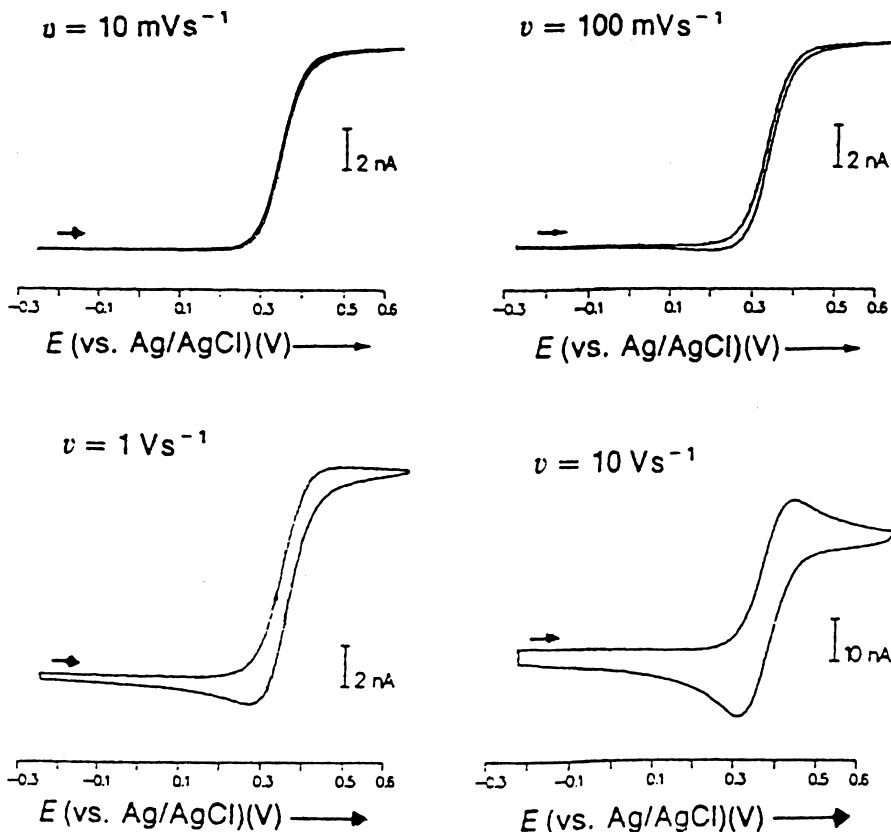 v = 10 mVs⁻¹
2 nA
-0.3 -0.1 0.1 0.3 0.5 0.6
E (vs. Ag/AgCl)(V)
v = 100 mVs⁻¹
2 nA
-0.3 0.1 0.3 0.5 0.6
E (vs. Ag/AgCl)(V)
v = 1 Vs⁻¹
2 nA
-0.3 -0.1 0.1 0.3 0.5 0.6
E (vs. Ag/AgCl)(V)
v = 10 Vs⁻¹
10 nA
-0.3 -0.1 0.1 0.3 0.5 0.6
E (vs. Ag/AgCl)(V)